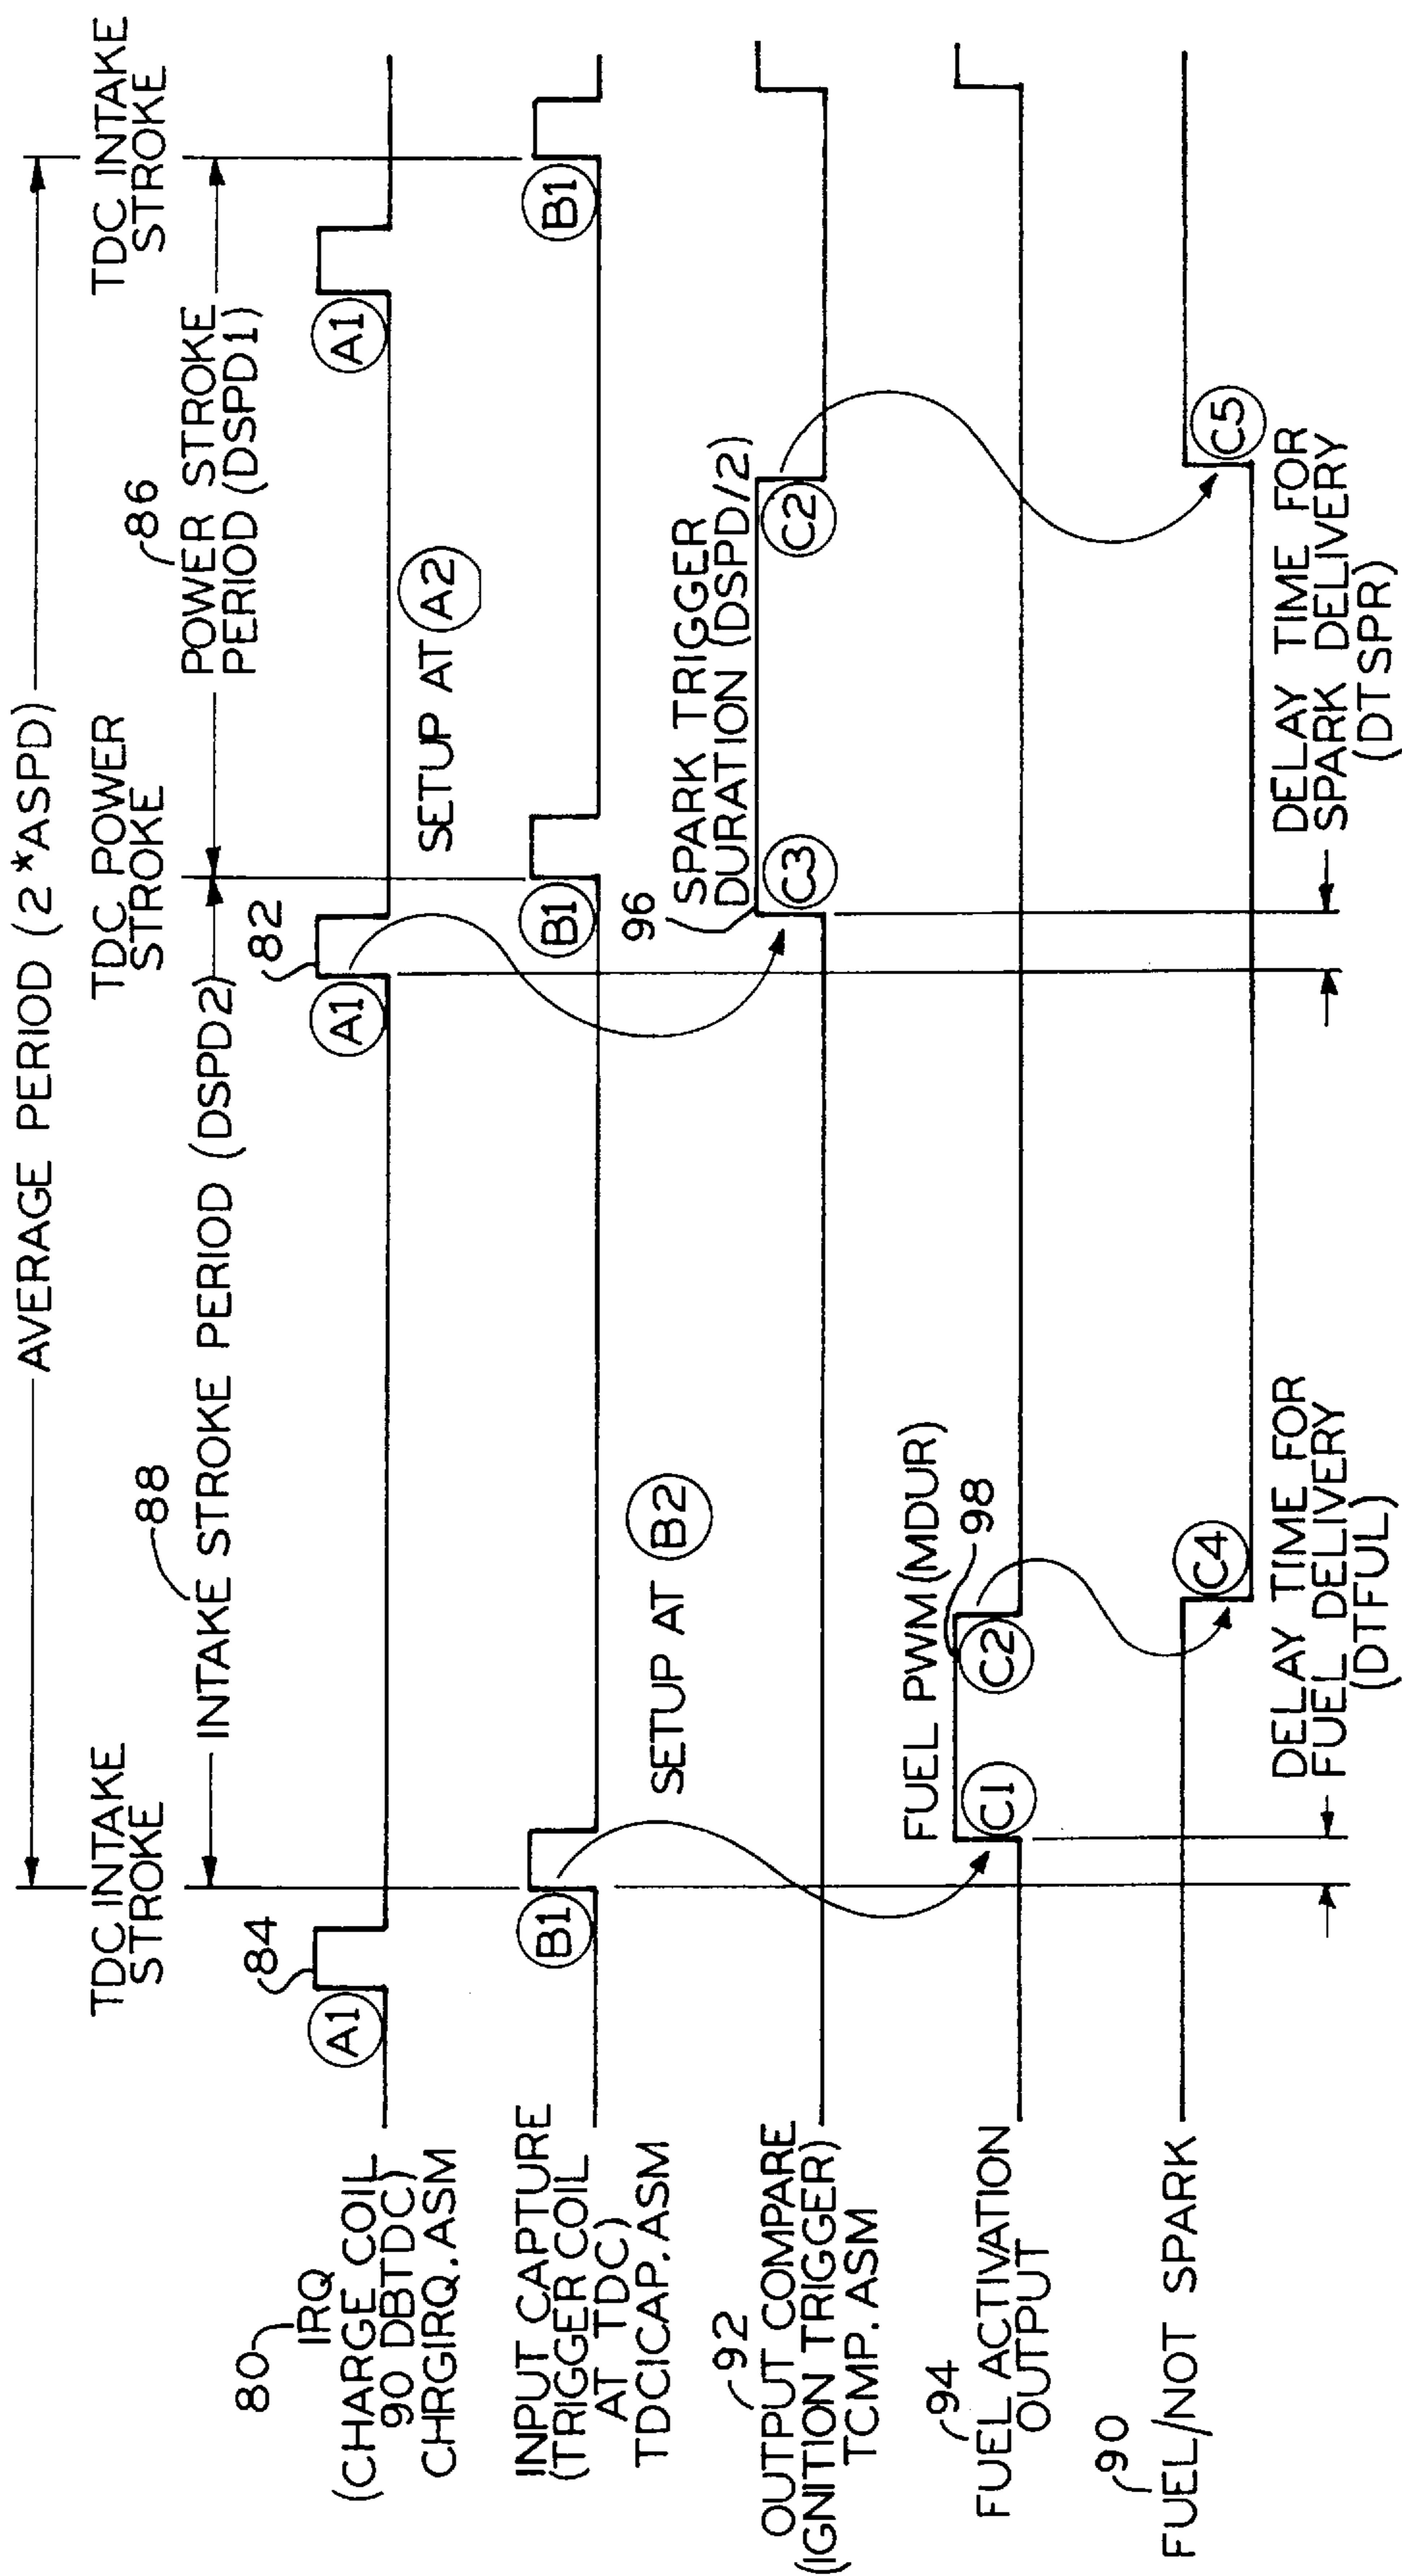 AVERAGE PERIOD (2*ASPD)
TDC INTAKE
STROKE
TDC POWER
STROKE
TDC INTAKE
STROKE
88
INTAKE STROKE PERIOD (DSPD2)
86
POWER STROKE
PERIOD (DSPD1)
80
IRQ
(CHARGE COIL
90 DBTDC)
CHRGIRQ.ASM
84
A1
82
A1
A1
SETUP AT A2
INPUT CAPTURE
(TRIGGER COIL
AT TDC)
TDCICAP.ASM
B1
B1
B1
SETUP AT B2
92
OUTPUT COMPARE
(IGNITION TRIGGER)
TCMP.ASM
96
SPARK TRIGGER
DURATION (DSPD/2)
C3
C2
94
FUEL ACTIVATION
OUTPUT
FUEL PWM(MDUR)
98
C1
C2
90
FUEL/NOT SPARK
C4
C5
DELAY TIME FOR
FUEL DELIVERY
(DTFUL)
DELAY TIME FOR
SPARK DELIVERY
(DTSPR)